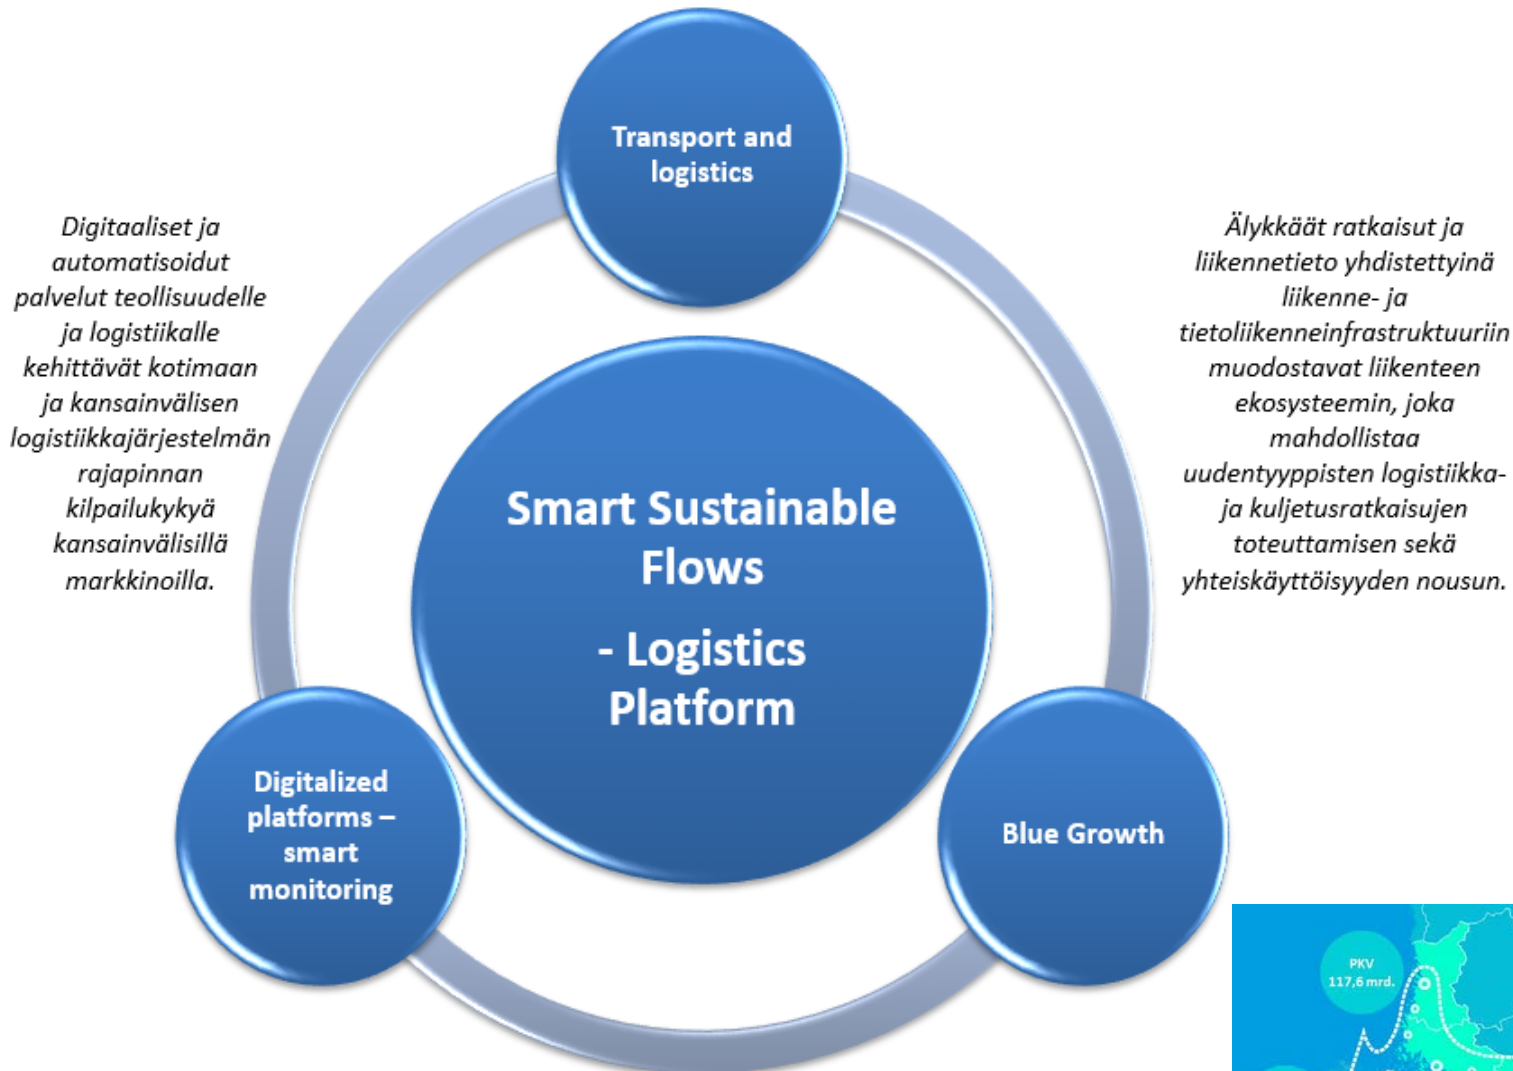 Transport and
logistics
Digitaaliset ja
automatisoidut
palvelut teollisuudelle
ja logistiikalle
kehittävät kotimaan
ja kansainvälisen
logistiikkajärjestelmän
rajapinnan
kilpailukykyä
kansainvälisillä
markkinoilla.
Älykkäät ratkaisut ja
liikennetieto yhdistettyinä
liikenne- ja
tietoliikenneinfrastruktuuriin
muodostavat liikenteen
ekosysteemin, joka
mahdollistaa
uudentyyppisten logistiikka-
ja kuljetusratkaisujen
toteuttamisen sekä
yhteiskäyttöisyyden nousun.
Smart Sustainable
Flows
- Logistics
Platform
Digitalized
platforms –
smart
monitoring
Blue Growth
PKV
117,6 mrd.